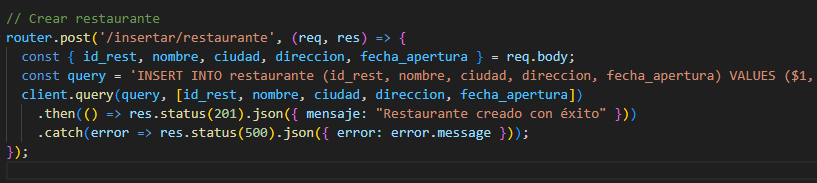 // Crear restaurante
router.post('/insertar/restaurante', (req, res) => {
  const { id_rest, nombre, ciudad, direccion, fecha_apertura } = req.body;
  const query = 'INSERT INTO restaurante (id_rest, nombre, ciudad, direccion, fecha_apertura) VALUES ($1,
  client.query(query, [id_rest, nombre, ciudad, direccion, fecha_apertura])
    .then(() => res.status(201).json({ mensaje: "Restaurante creado con éxito" }))
    .catch(error => res.status(500).json({ error: error.message }));
});